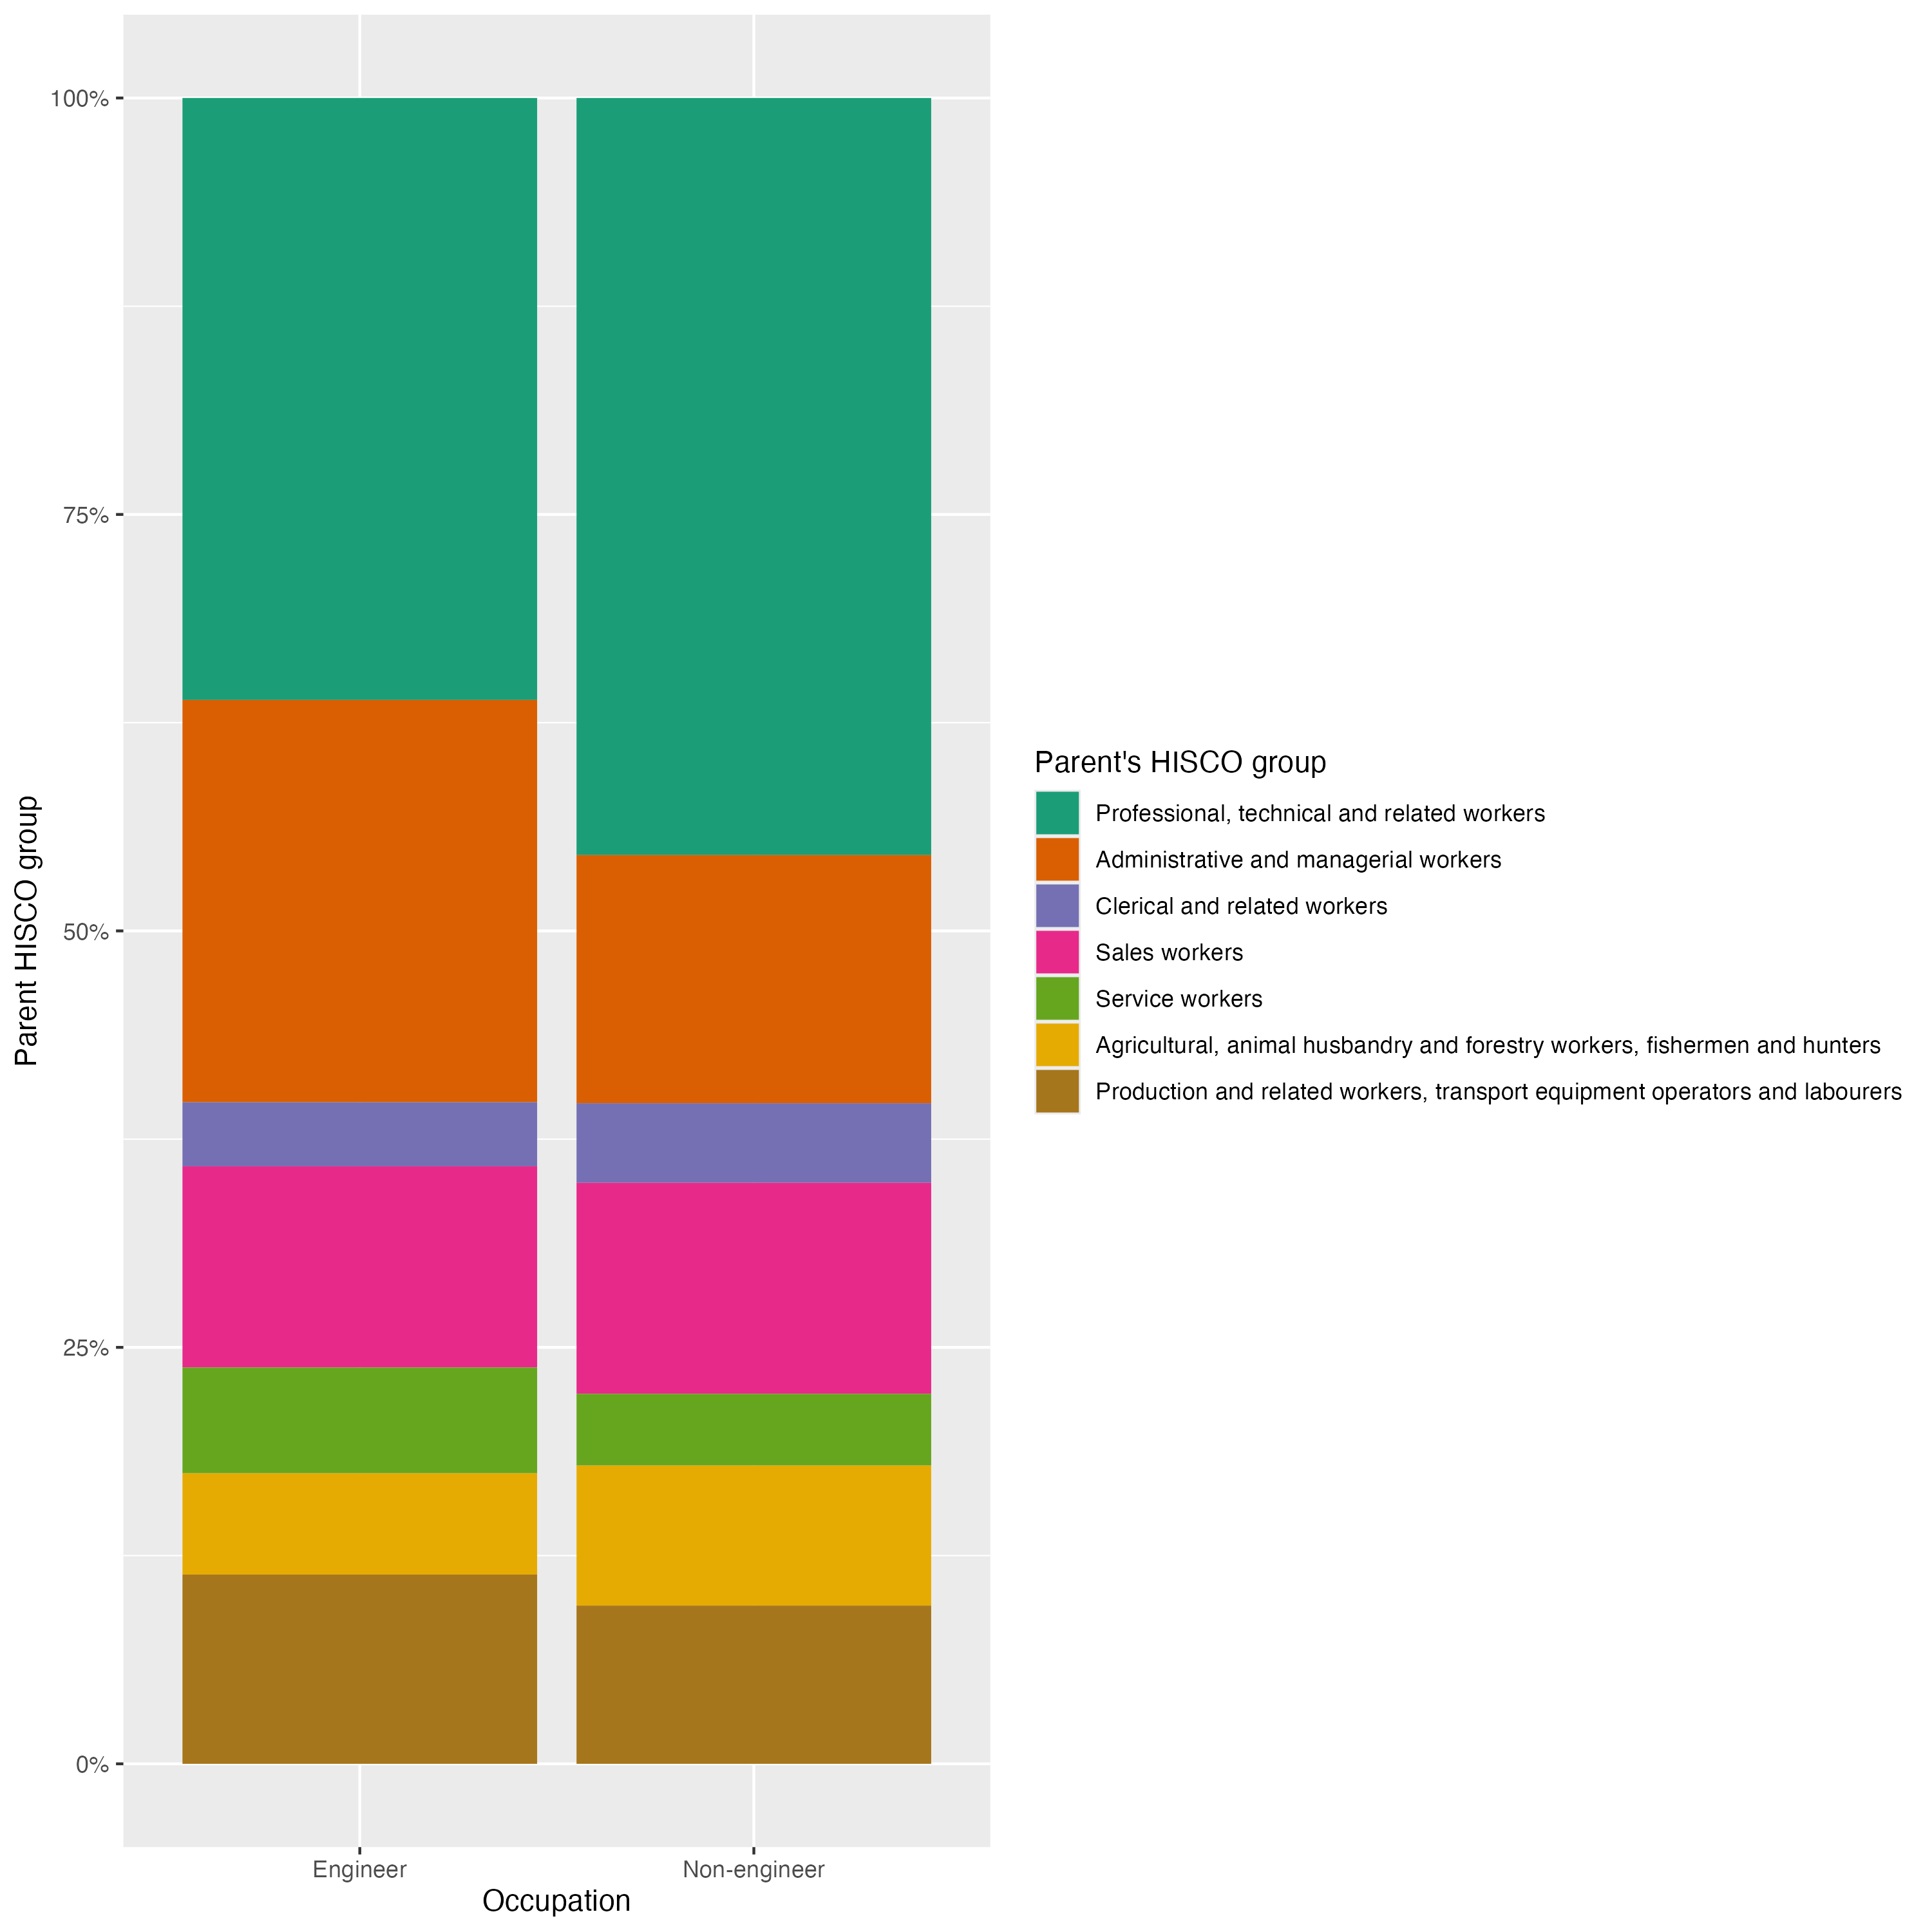 100%
75%
50%
25%
0%
Parent HISCO group
Engineer
Non-engineer
Occupation
Parent's HISCO group
Professional, technical and related workers
Administrative and managerial workers
Clerical and related workers
Sales workers
Service workers
Agricultural, animal husbandry and forestry workers, fishermen and hunters
Production and related workers, transport equipment operators and labourers